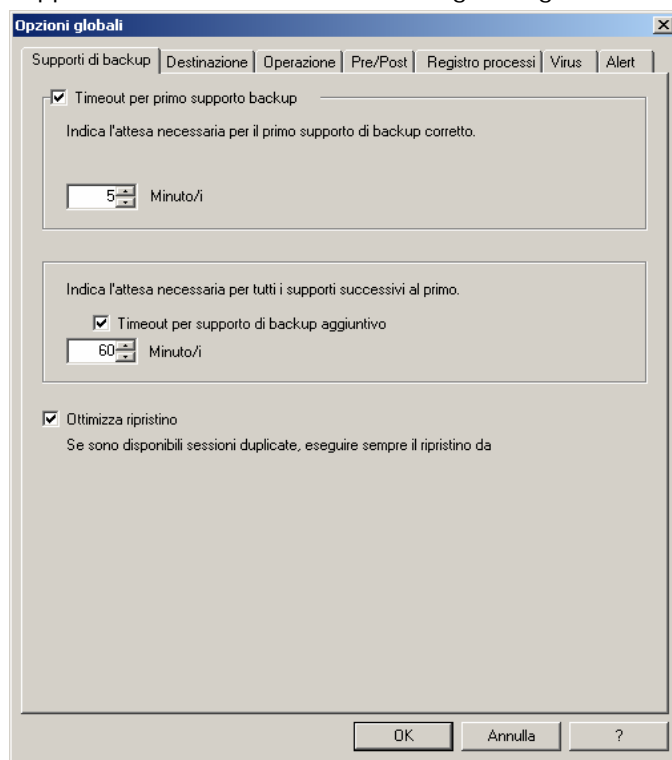 Opzioni globali
Supporti di backup Destinazione Operazione Pre/Post Registro processi Virus Alert
Timeout per primo supporto backup
Indica l'attesa necessaria per il primo supporto di backup corretto.
5 Minuto/i
Indica l'attesa necessaria per tutti i supporti successivi al primo.
Timeout per supporto di backup aggiuntivo
60 Minuto/i
Ottimizza ripristino
Se sono disponibili sessioni duplicate, eseguire sempre il ripristino da
OK Annulla ?